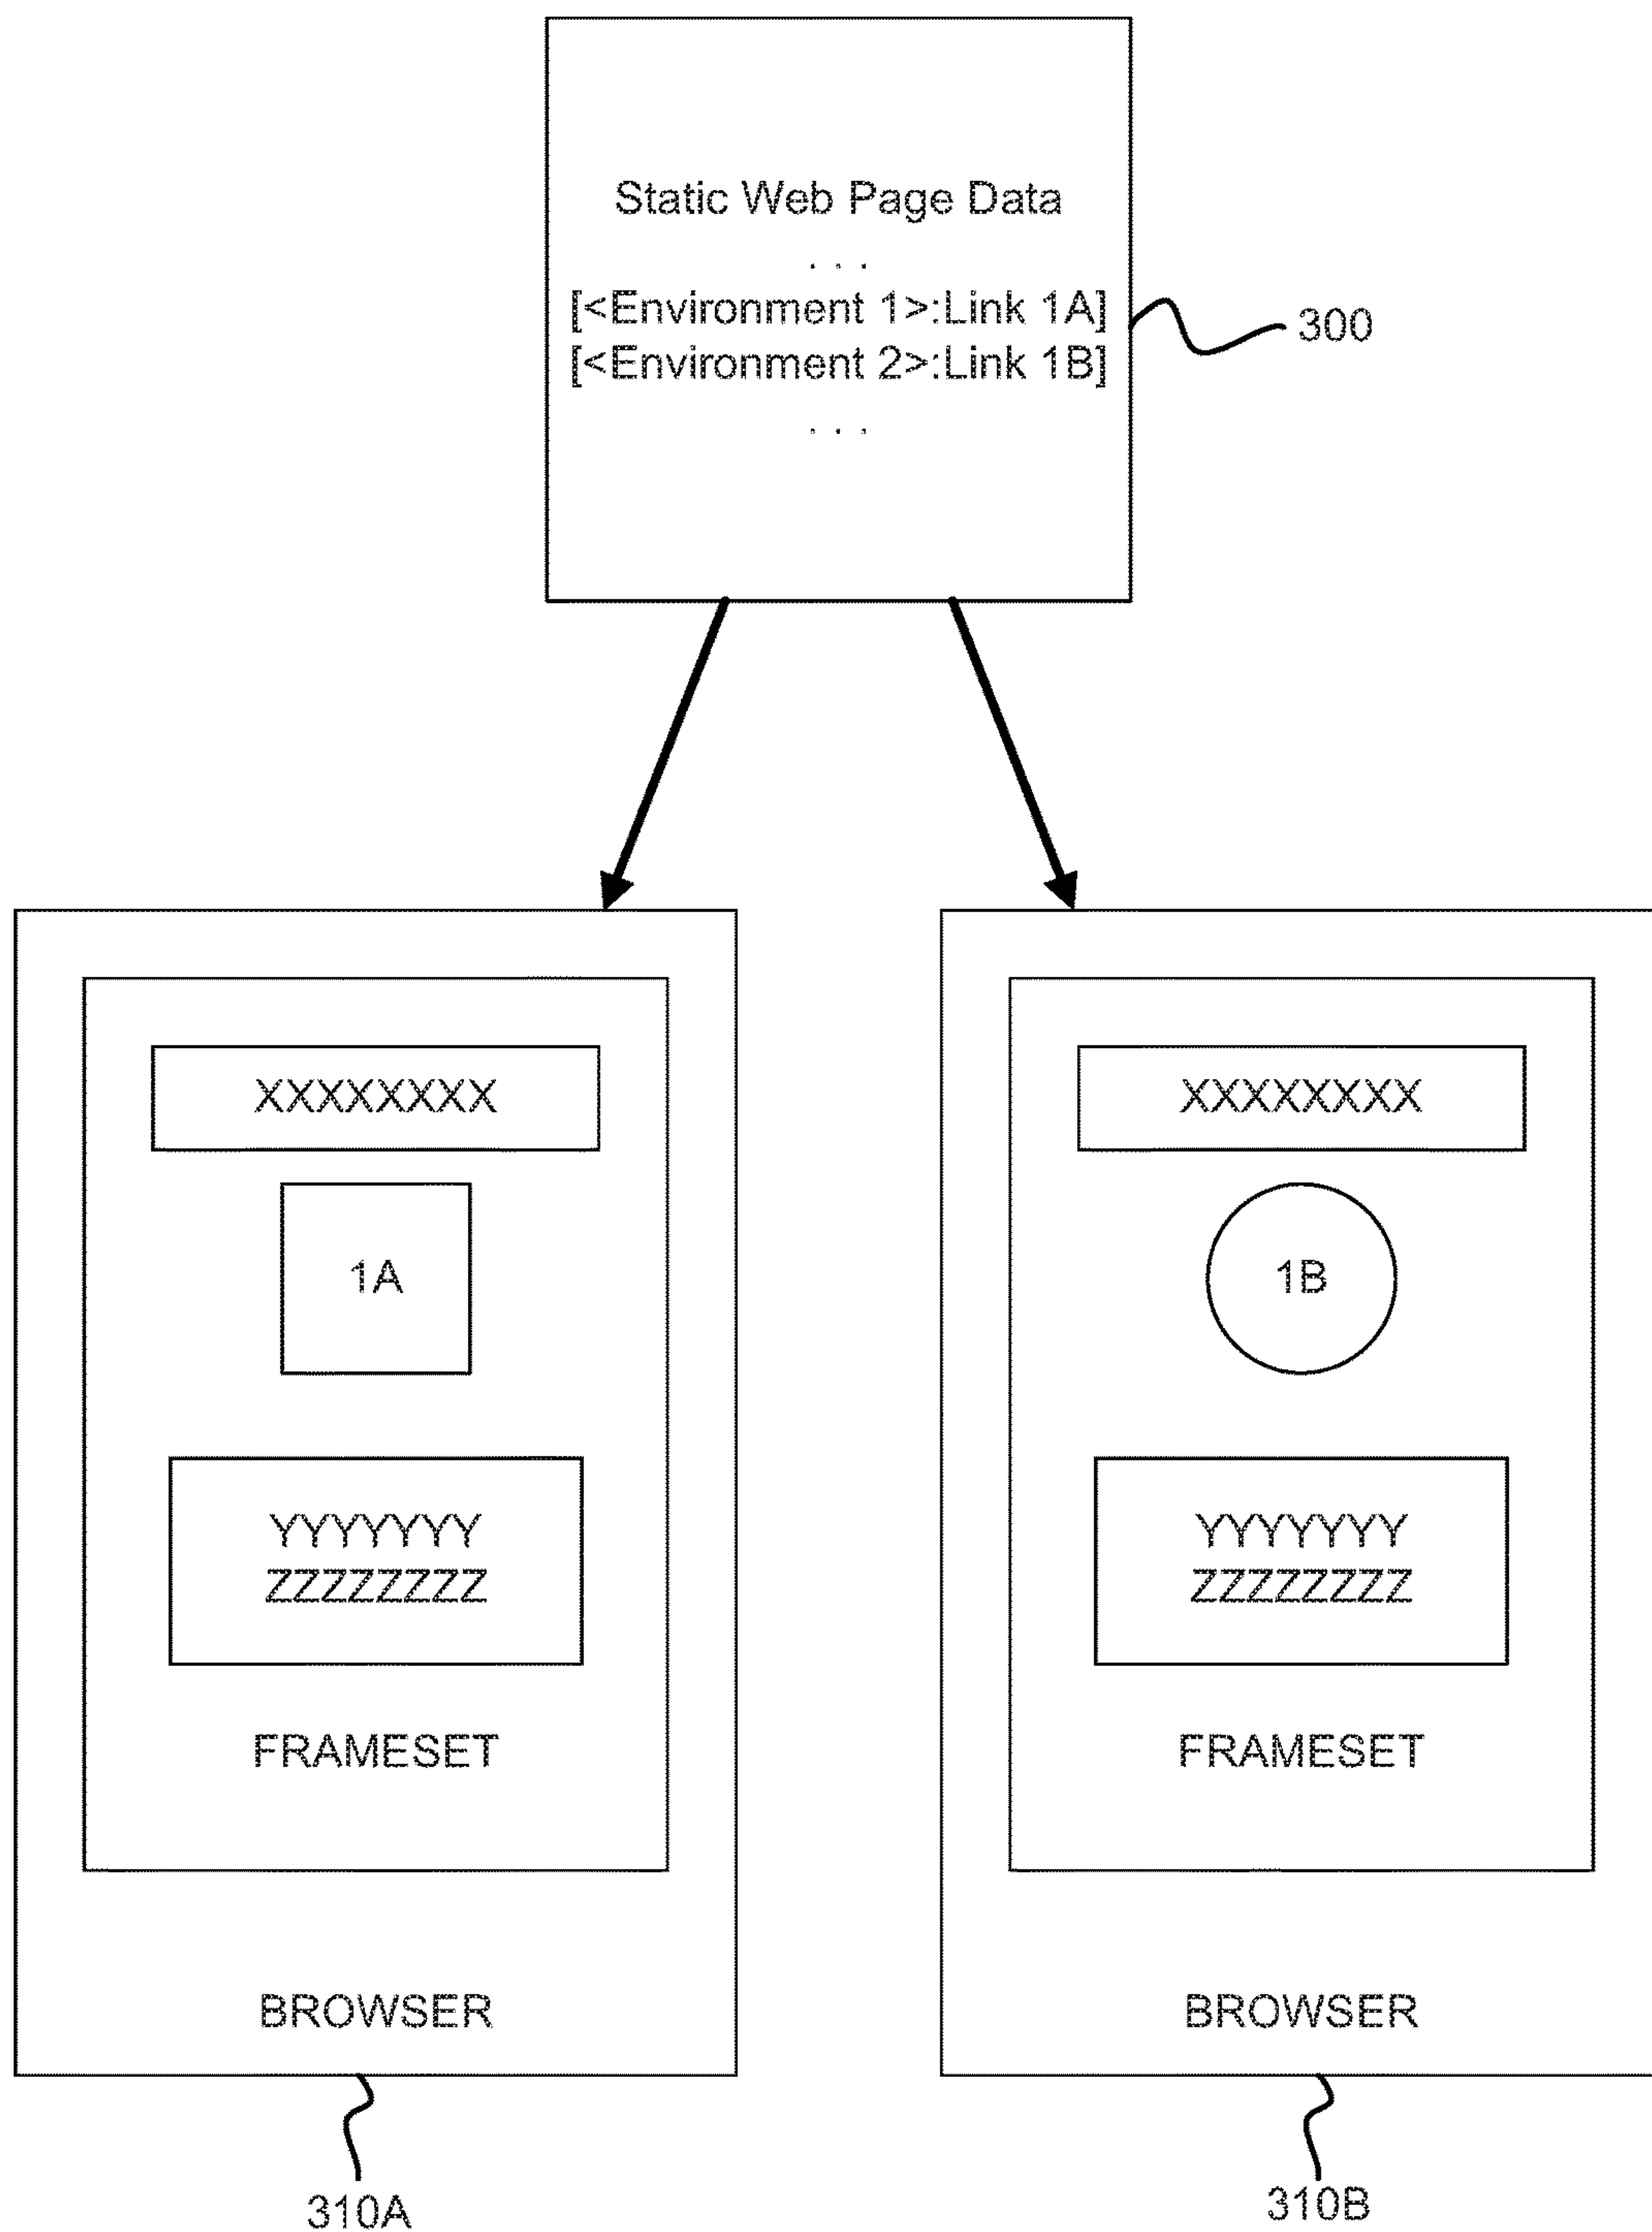 Static Web Page Data
. . .
[<Environment 1>:Link 1A]
[<Environment 2>:Link 1B]
. . .
300
XXXXXXXX
1A
YYYYYYY
ZZZZZZZZ
FRAMESET
BROWSER
310A
XXXXXXXX
1B
YYYYYYY
ZZZZZZZZ
FRAMESET
BROWSER
310B